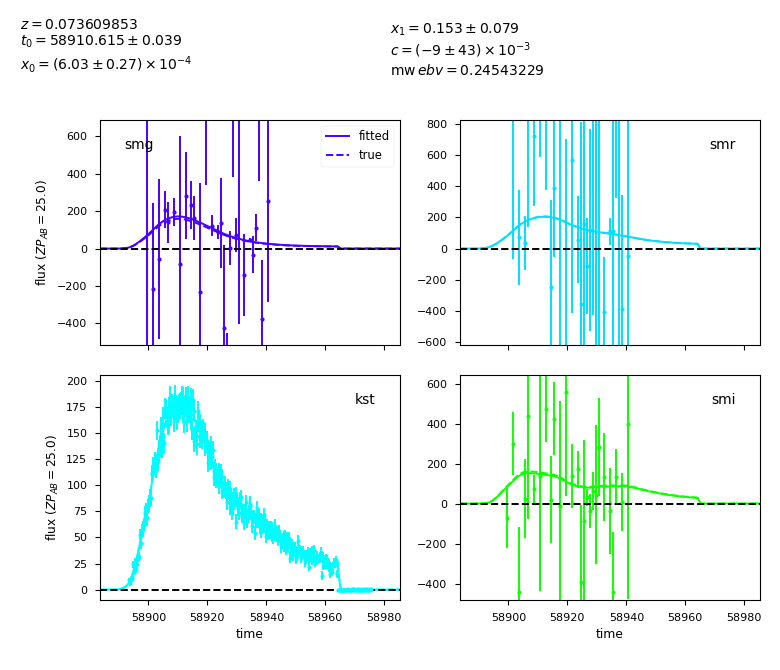 z = 0.073609853
t₀ = 58910.615 ± 0.039
x₀ = (6.03 ± 0.27) × 10⁻⁴
x₁ = 0.153 ± 0.079
c = (−9 ± 43) × 10⁻³
mw ebv = 0.24543229
smg
fitted
true
600
400
200
0
−200
−400
flux (ZP_AB = 25.0)
smr
800
600
400
200
0
−200
−400
−600
kst
200
175
150
125
100
75
50
25
0
flux (ZP_AB = 25.0)
58900 58920 58940 58960 58980
time
smi
600
400
200
0
−200
−400
58900 58920 58940 58960 58980
time